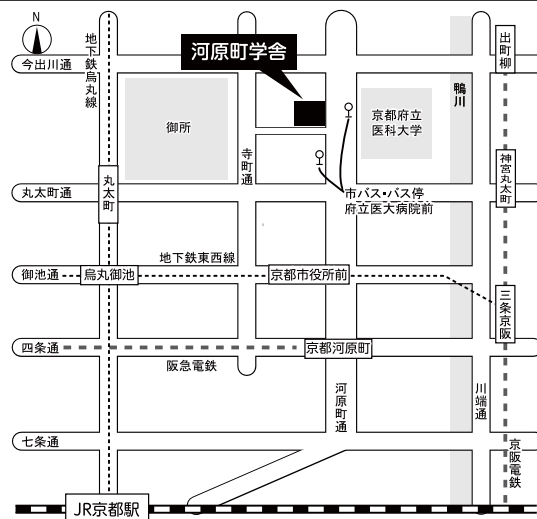 N
地下鉄烏丸線
河原町学舎
出町柳
今出川通
鴨川
京都府立
医科大学
御所
寺町通
神宮丸太町
丸太町
丸太町通
市バス・バス停
府立医大病院前
地下鉄東西線
御池通
烏丸御池
京都市役所前
三条京阪
四条通
京都河原町
阪急電鉄
河原町通
川端通
七条通
京阪電鉄
JR京都駅